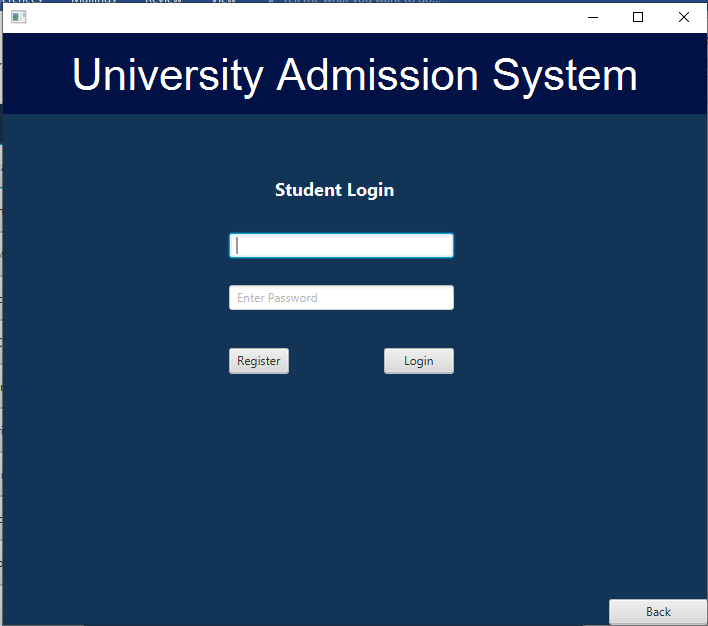 University Admission System
Student Login
Enter Password
Register
Login
Back